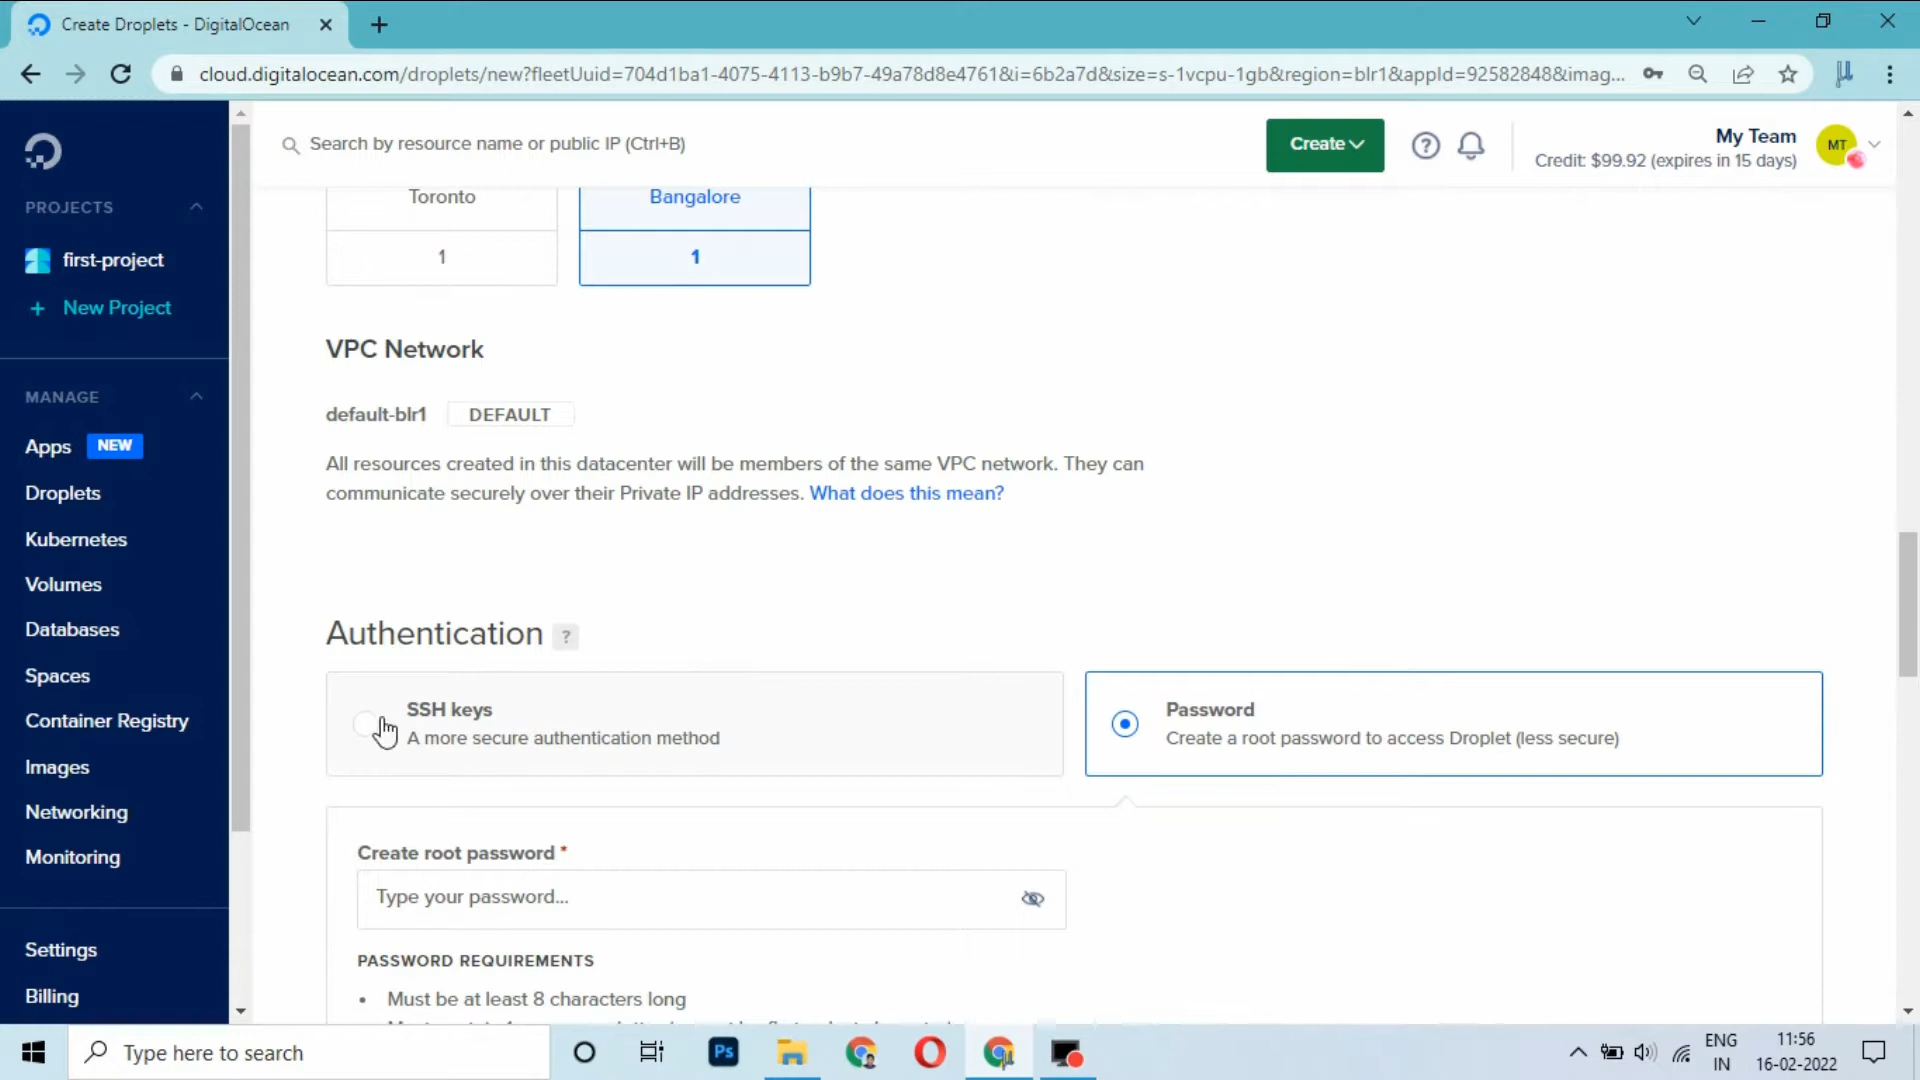 Create Droplets - DigitalOcean
cloud.digitalocean.com/droplets/new?fleetUuid=704d1ba1-4075-4113-b9b7-49a78d8e4761&i=6b2a7d&size=s-1vcpu-1gb&region=blr1&appId=92582848&imag...
Search by resource name or public IP (Ctrl+B)
Create
My Team
Credit: $99.92 (expires in 15 days)
MT
PROJECTS
first-project
+ New Project
MANAGE
Apps NEW
Droplets
Kubernetes
Volumes
Databases
Spaces
Container Registry
Images
Networking
Monitoring
Settings
Billing
Toronto
1
Bangalore
1
VPC Network
default-blr1 DEFAULT
All resources created in this datacenter will be members of the same VPC network. They can
communicate securely over their Private IP addresses. What does this mean?
Authentication ?
SSH keys
A more secure authentication method
Password
Create a root password to access Droplet (less secure)
Create root password *
Type your password...
PASSWORD REQUIREMENTS
• Must be at least 8 characters long
Type here to search
Ps
ENG
IN
11:56
16-02-2022